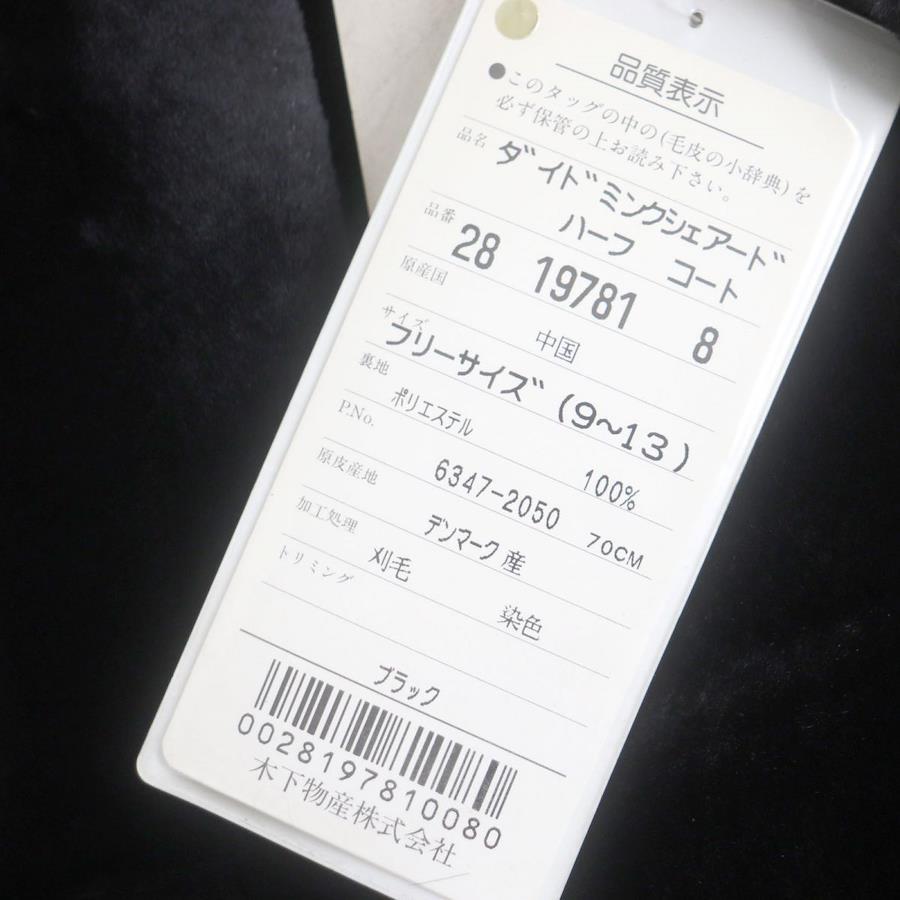 品質表示
●このタッグの中の(毛皮の小辞典)を
必ず保管の上お読み下さい。
品名 ダイドミンクシェアード
ハーフ コート
品番 28 19781 8
原産国 中国
サイズ フリーサイズ (9~13)
裏地 ポリエステル 100%
P.No. 6347-2050 70CM
原皮産地 デンマーク産
加工処理 刈毛 染色
トリミング
ブラック
0028197810080
木下物産株式会社